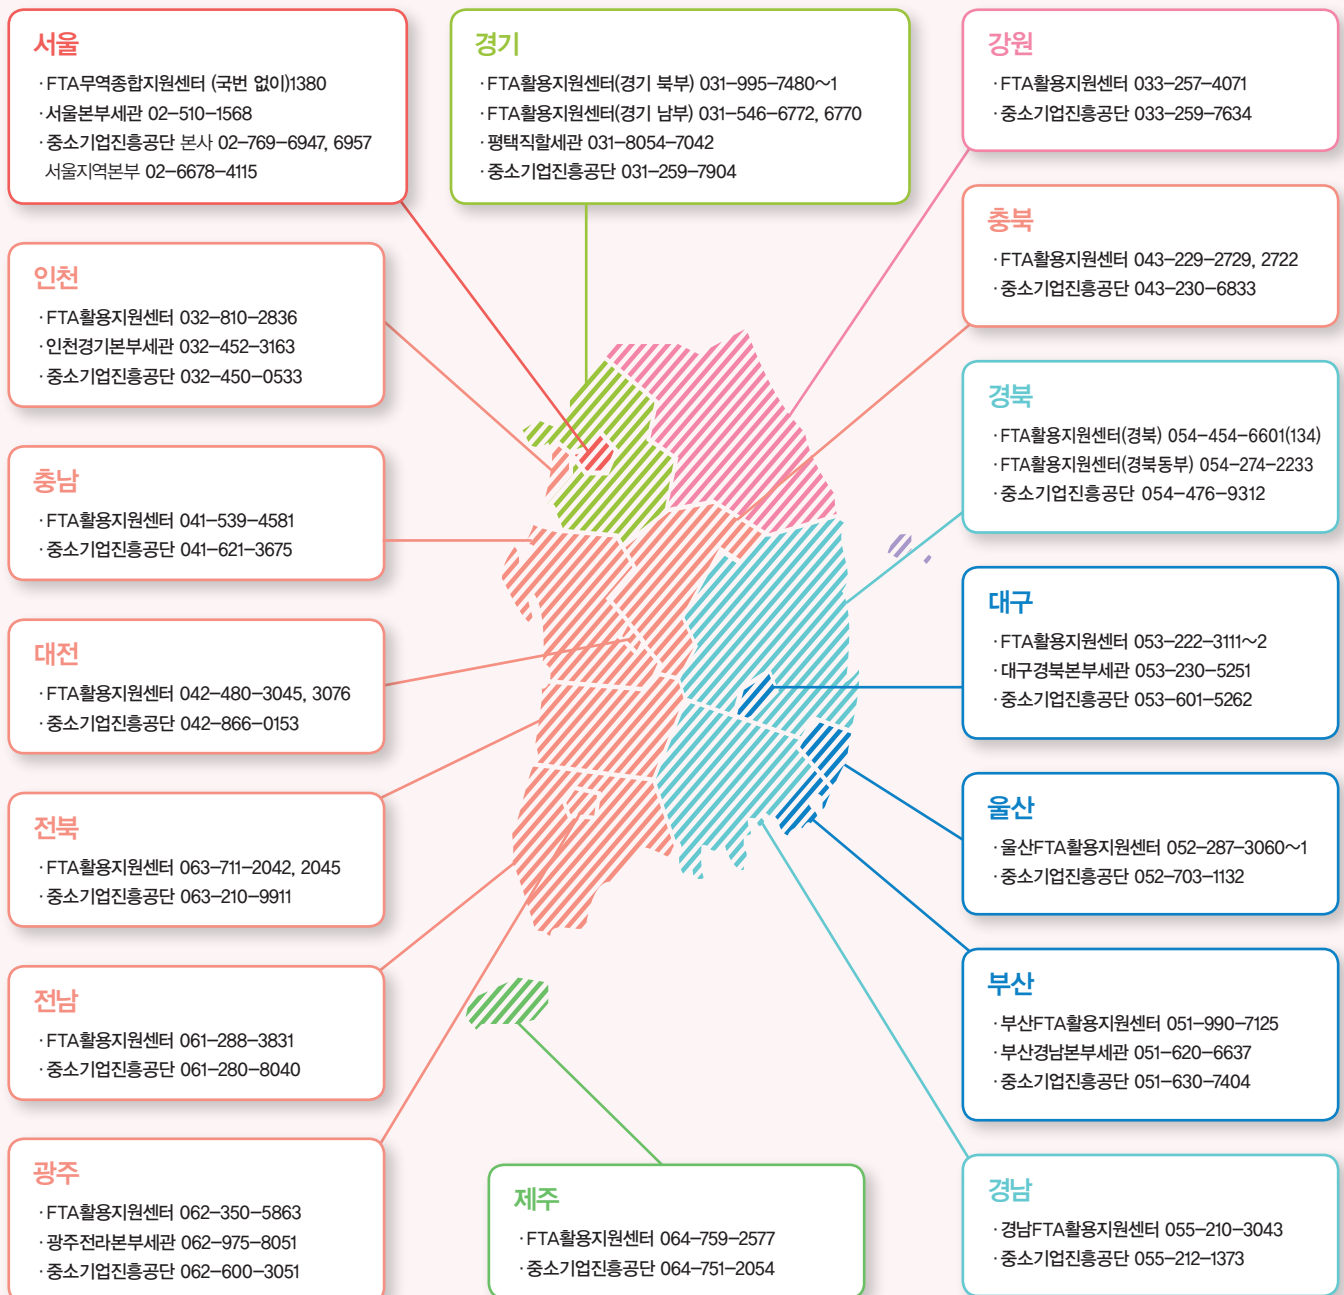 서울
·FTA무역종합지원센터 (국번 없이)1380
·서울본부세관 02-510-1568
·중소기업진흥공단 본사 02-769-6947, 6957
서울지역본부 02-6678-4115
경기
·FTA활용지원센터(경기 북부) 031-995-7480~1
·FTA활용지원센터(경기 남부) 031-546-6772, 6770
·평택직할세관 031-8054-7042
·중소기업진흥공단 031-259-7904
강원
·FTA활용지원센터 033-257-4071
·중소기업진흥공단 033-259-7634
인천
·FTA활용지원센터 032-810-2836
·인천경기본부세관 032-452-3163
·중소기업진흥공단 032-450-0533
충북
·FTA활용지원센터 043-229-2729, 2722
·중소기업진흥공단 043-230-6833
충남
·FTA활용지원센터 041-539-4581
·중소기업진흥공단 041-621-3675
경북
·FTA활용지원센터(경북) 054-454-6601(134)
·FTA활용지원센터(경북동부) 054-274-2233
·중소기업진흥공단 054-476-9312
대전
·FTA활용지원센터 042-480-3045, 3076
·중소기업진흥공단 042-866-0153
대구
·FTA활용지원센터 053-222-3111~2
·대구경북본부세관 053-230-5251
·중소기업진흥공단 053-601-5262
전북
·FTA활용지원센터 063-711-2042, 2045
·중소기업진흥공단 063-210-9911
울산
·울산FTA활용지원센터 052-287-3060~1
·중소기업진흥공단 052-703-1132
전남
·FTA활용지원센터 061-288-3831
·중소기업진흥공단 061-280-8040
부산
·부산FTA활용지원센터 051-990-7125
·부산경남본부세관 051-620-6637
·중소기업진흥공단 051-630-7404
광주
·FTA활용지원센터 062-350-5863
·광주전라본부세관 062-975-8051
·중소기업진흥공단 062-600-3051
제주
·FTA활용지원센터 064-759-2577
·중소기업진흥공단 064-751-2054
경남
·경남FTA활용지원센터 055-210-3043
·중소기업진흥공단 055-212-1373